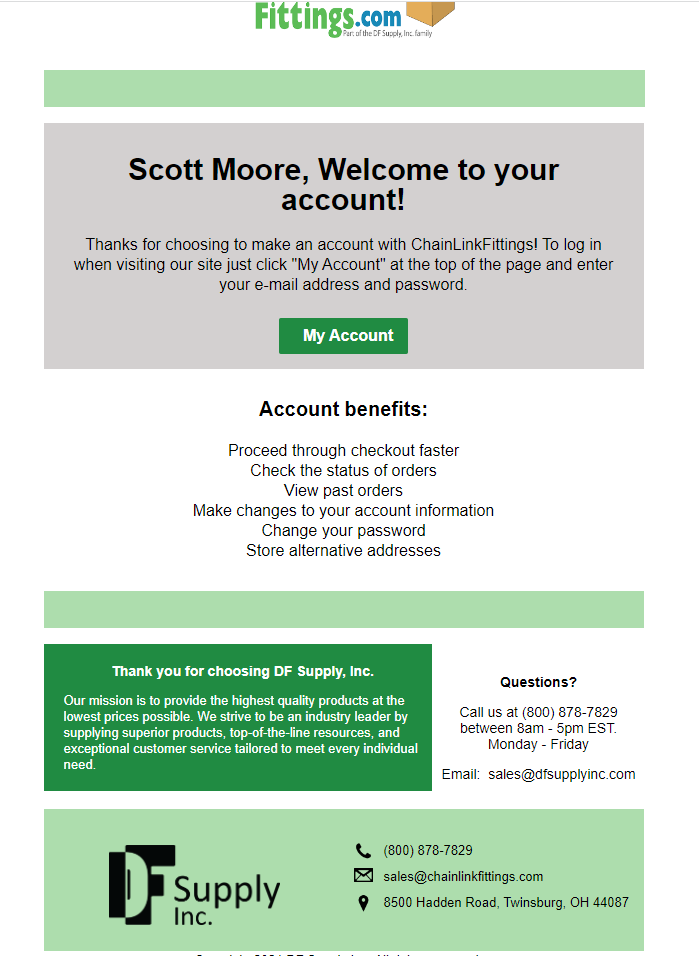 Fittings.com
Part of the DF Supply, Inc. family
Scott Moore, Welcome to your
account!
Thanks for choosing to make an account with ChainLinkFittings! To log in
when visiting our site just click "My Account" at the top of the page and enter
your e-mail address and password.
My Account
Account benefits:
Proceed through checkout faster
Check the status of orders
View past orders
Make changes to your account information
Change your password
Store alternative addresses
Thank you for choosing DF Supply, Inc.
Our mission is to provide the highest quality products at the
lowest prices possible. We strive to be an industry leader by
supplying superior products, top-of-the-line resources, and
exceptional customer service tailored to meet every individual
need.
Questions?
Call us at (800) 878-7829
between 8am - 5pm EST.
Monday - Friday
Email: sales@dfsupplyinc.com
DF Supply
Inc.
(800) 878-7829
sales@chainlinkfittings.com
8500 Hadden Road, Twinsburg, OH 44087